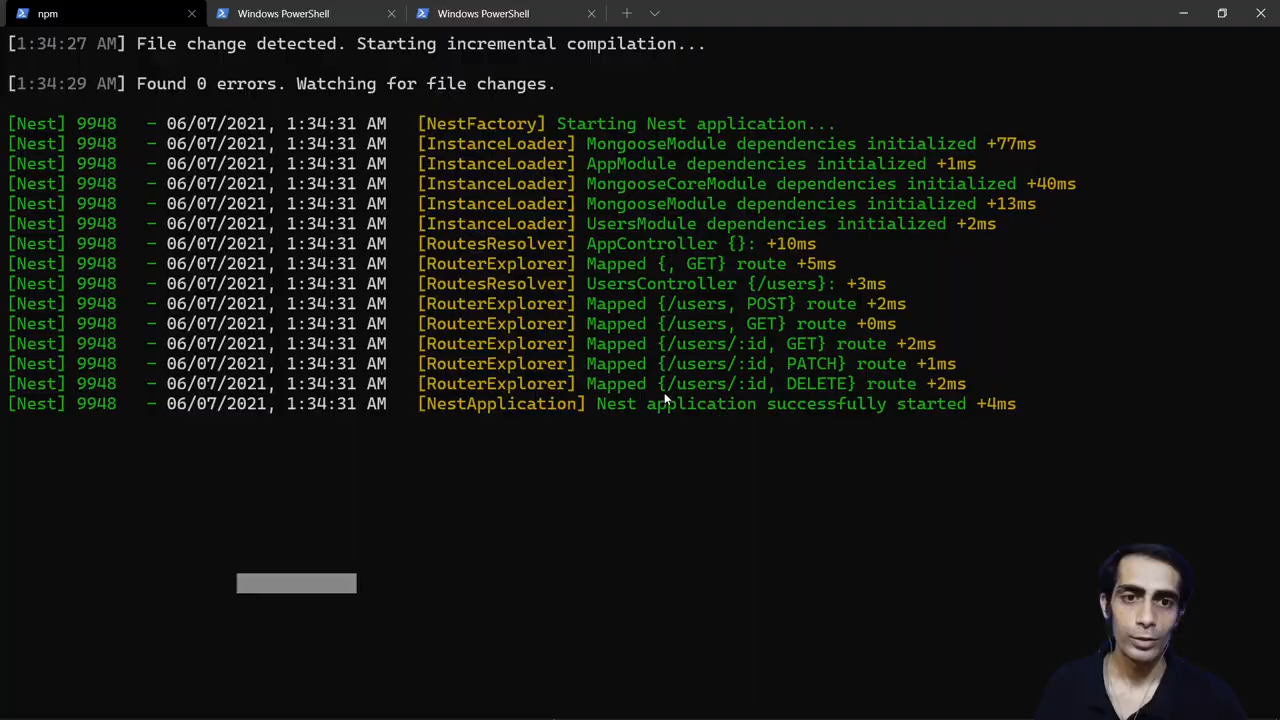 npm
Windows PowerShell
Windows PowerShell
[1:34:27 AM] File change detected. Starting incremental compilation...
[1:34:29 AM] Found 0 errors. Watching for file changes.
[Nest] 9948   - 06/07/2021, 1:34:31 AM   [NestFactory] Starting Nest application...
[Nest] 9948   - 06/07/2021, 1:34:31 AM   [InstanceLoader] MongooseModule dependencies initialized +77ms
[Nest] 9948   - 06/07/2021, 1:34:31 AM   [InstanceLoader] AppModule dependencies initialized +1ms
[Nest] 9948   - 06/07/2021, 1:34:31 AM   [InstanceLoader] MongooseCoreModule dependencies initialized +40ms
[Nest] 9948   - 06/07/2021, 1:34:31 AM   [InstanceLoader] MongooseModule dependencies initialized +13ms
[Nest] 9948   - 06/07/2021, 1:34:31 AM   [InstanceLoader] UsersModule dependencies initialized +2ms
[Nest] 9948   - 06/07/2021, 1:34:31 AM   [RoutesResolver] AppController {}: +10ms
[Nest] 9948   - 06/07/2021, 1:34:31 AM   [RouterExplorer] Mapped {, GET} route +5ms
[Nest] 9948   - 06/07/2021, 1:34:31 AM   [RoutesResolver] UsersController {/users}: +3ms
[Nest] 9948   - 06/07/2021, 1:34:31 AM   [RouterExplorer] Mapped {/users, POST} route +2ms
[Nest] 9948   - 06/07/2021, 1:34:31 AM   [RouterExplorer] Mapped {/users, GET} route +0ms
[Nest] 9948   - 06/07/2021, 1:34:31 AM   [RouterExplorer] Mapped {/users/:id, GET} route +2ms
[Nest] 9948   - 06/07/2021, 1:34:31 AM   [RouterExplorer] Mapped {/users/:id, PATCH} route +1ms
[Nest] 9948   - 06/07/2021, 1:34:31 AM   [RouterExplorer] Mapped {/users/:id, DELETE} route +2ms
[Nest] 9948   - 06/07/2021, 1:34:31 AM   [NestApplication] Nest application successfully started +4ms